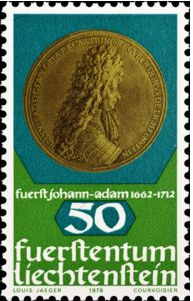 fuerst johann-adam 1662-1712
50
fuerstentum
liechtenstein
LOUIS JAEGER 1978 COURVOISIER